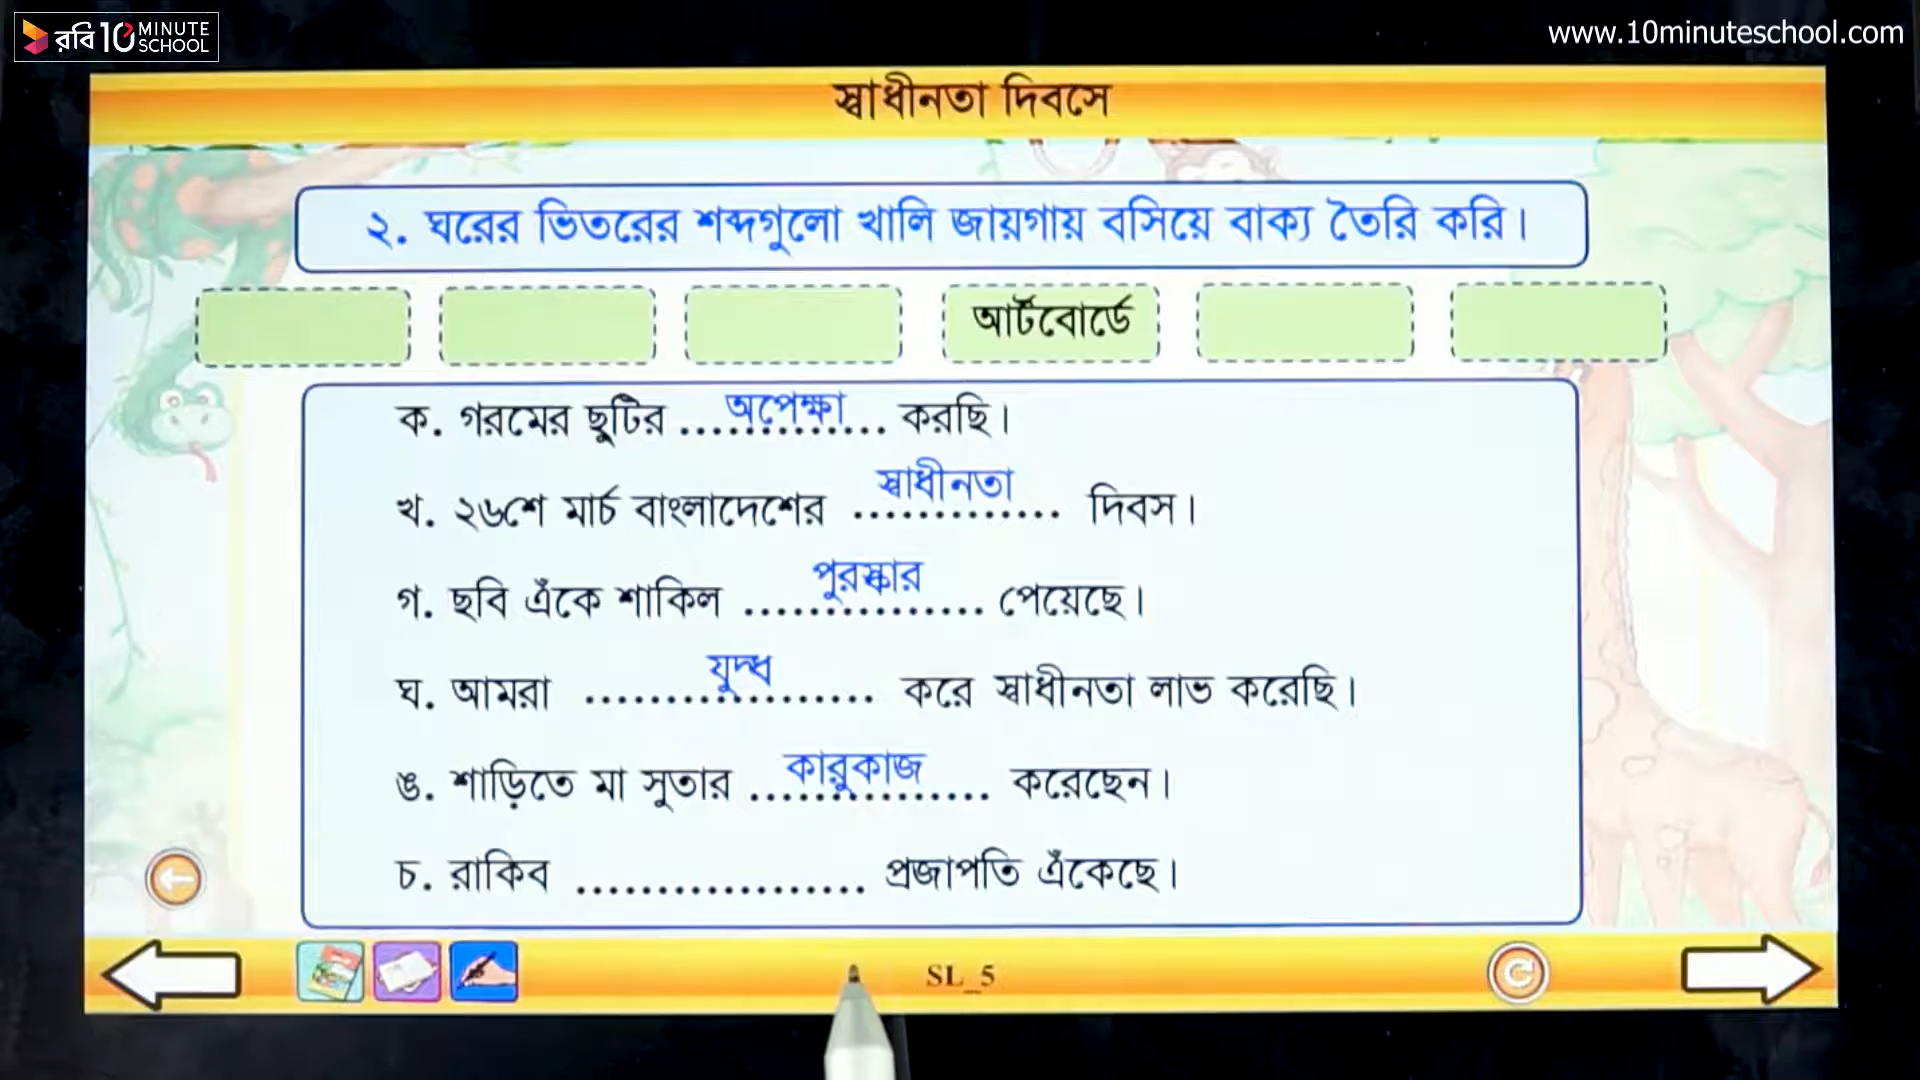 রবি 10 MINUTE SCHOOL
www.10minuteschool.com
স্বাধীনতা দিবসে
২. ঘরের ভিতরের শব্দগুলো খালি জায়গায় বসিয়ে বাক্য তৈরি করি।
আর্টবোর্ডে
ক. গরমের ছুটির ............. অপেক্ষা করছি।
খ. ২৬শে মার্চ বাংলাদেশের ............. স্বাধীনতা দিবস।
গ. ছবি এঁকে শাকিল ............... পুরস্কার পেয়েছে।
ঘ. আমরা .................. যুদ্ধ করে স্বাধীনতা লাভ করেছি।
ঙ. শাড়িতে মা সুতার ............... কারুকাজ করেছেন।
চ. রাকিব .................. প্রজাপতি এঁকেছে।
SL_5